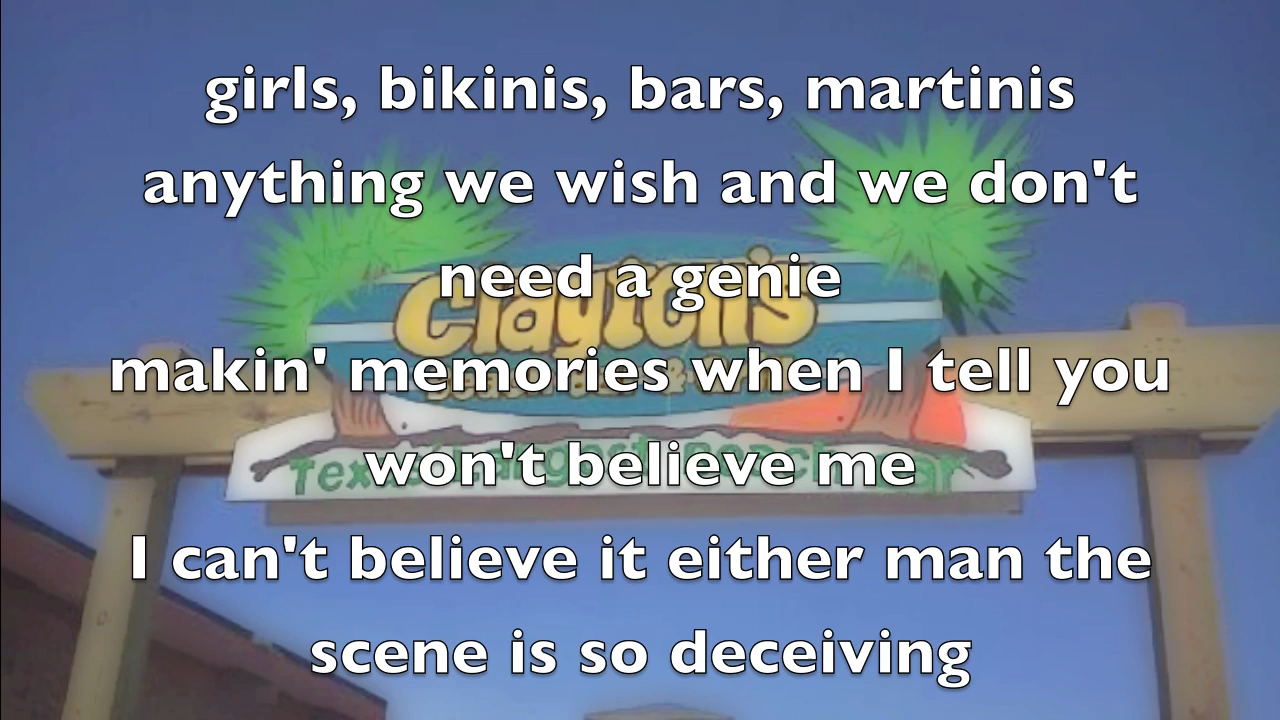 girls, bikinis, bars, martinis
anything we wish and we don't
need a genie
Clayton's
makin' memories when I tell you
won't believe me
I can't believe it either man the
scene is so deceiving